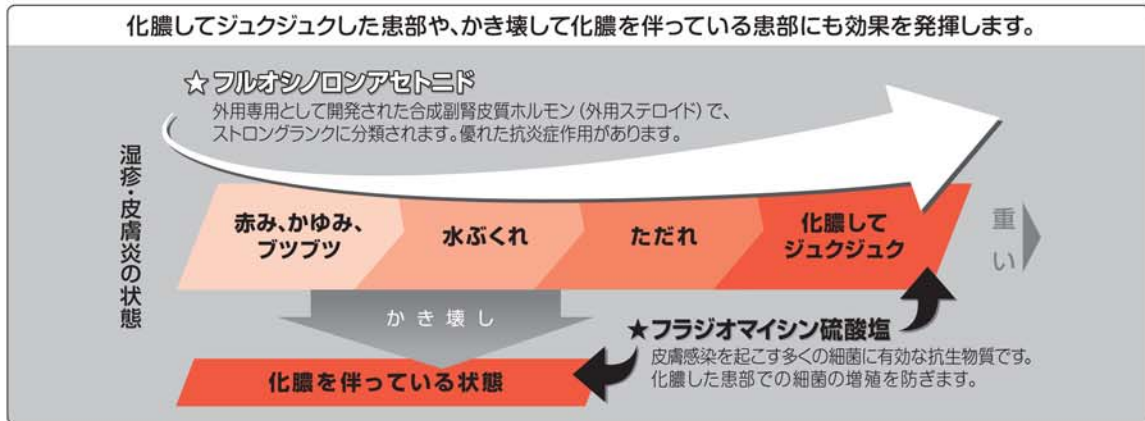 化膿してジュクジュクした患部や、かき壊して化膿を伴っている患部にも効果を発揮します。
★フルオシノロンアセトニド
外用専用として開発された合成副腎皮質ホルモン（外用ステロイド）で、
ストロングランクに分類されます。優れた抗炎症作用があります。
湿疹・皮膚炎の状態
赤み、かゆみ、
ブツブツ
水ぶくれ
ただれ
化膿して
ジュクジュク
重い
かき壊し
★フラジオマイシン硫酸塩
皮膚感染を起こす多くの細菌に有効な抗生物質です。
化膿した患部での細菌の増殖を防ぎます。
化膿を伴っている状態